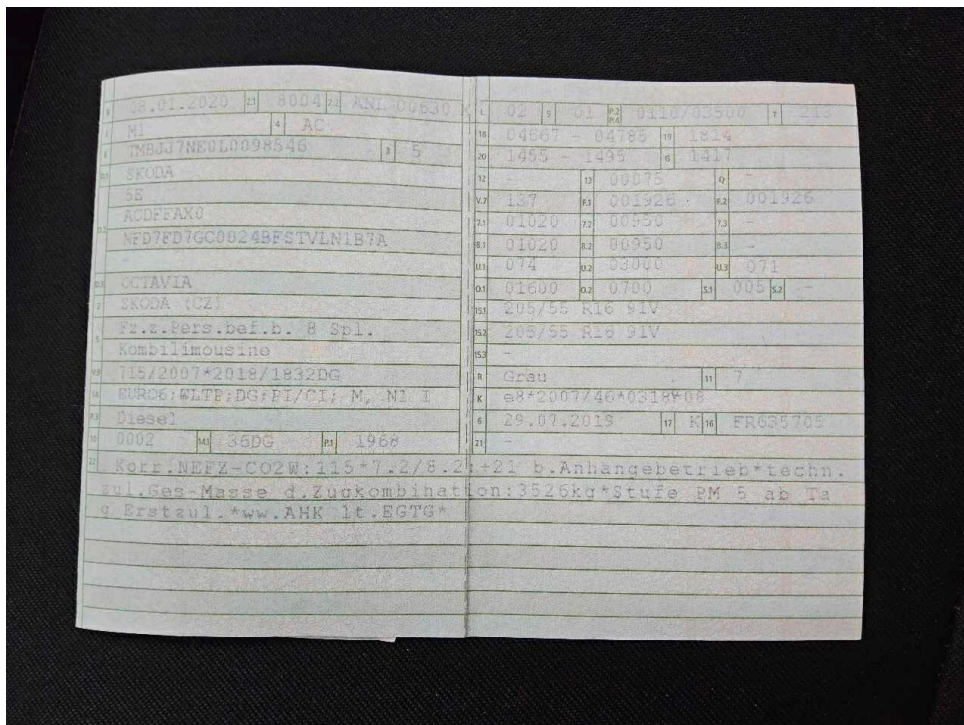 B 08.01.2020 2.1 8004 2.2 ANL00630
J M1 4 AC
E TMBJJ7NE0L0098546 3 5
D.1 SKODA
5E
D.2 ACDFFAX0
NFD7FD7GC0024BFSTVLN1B7A
-
D.3 OCTAVIA
2 SKODA (CZ)
5 Fz.z.Pers.bef.b. 8 Spl.
Kombilimousine
V.9 715/2007*2018/1832DG
14 EURO6;WLTP;DG;PI/CI; M, N1 I
P.3 Diesel
10 0002 14.1 36DG P.1 1968
L 02 9 01 P.2 P.4 0110/03500 T 213
18 04667 - 04785 19 1814
20 1455 - 1495 G 1417
12 - 13 00075 Q -
V.7 137 F.1 001926 F.2 001926
7.1 01020 7.2 00950 7.3 -
8.1 01020 8.2 00950 8.3 -
U.1 074 U.2 03000 U.3 071
O.1 01600 O.2 0700 S.1 005 S.2 -
15.1 205/55 R16 91V
15.2 205/55 R16 91V
15.3 -
R Grau 11 7
K e8*2007/46*0318*08
6 29.07.2019 17 K 16 FR635705
21 -
22 Korr.NEFZ-CO2W:115*7.2/8.2:+21 b.Anhängebetrieb*techn.
zul.Ges-Masse d.Zugkombination:3526kg*Stufe PM 5 ab Ta
g Erstzul.*ww.AHK lt.EGTG*